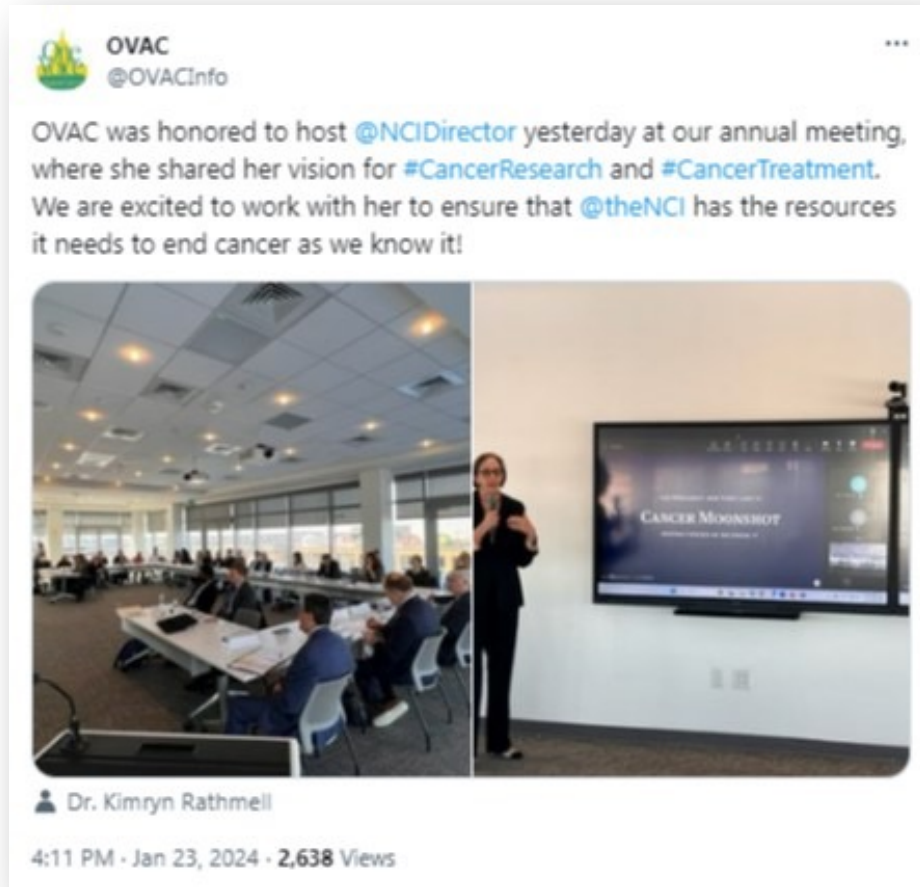 OVAC
@OVACInfo
OVAC was honored to host @NCIDirector yesterday at our annual meeting,
where she shared her vision for #CancerResearch and #CancerTreatment.
We are excited to work with her to ensure that @theNCI has the resources
it needs to end cancer as we know it!
CANCER MOONSHOT
Dr. Kimryn Rathmell
4:11 PM · Jan 23, 2024 · 2,638 Views